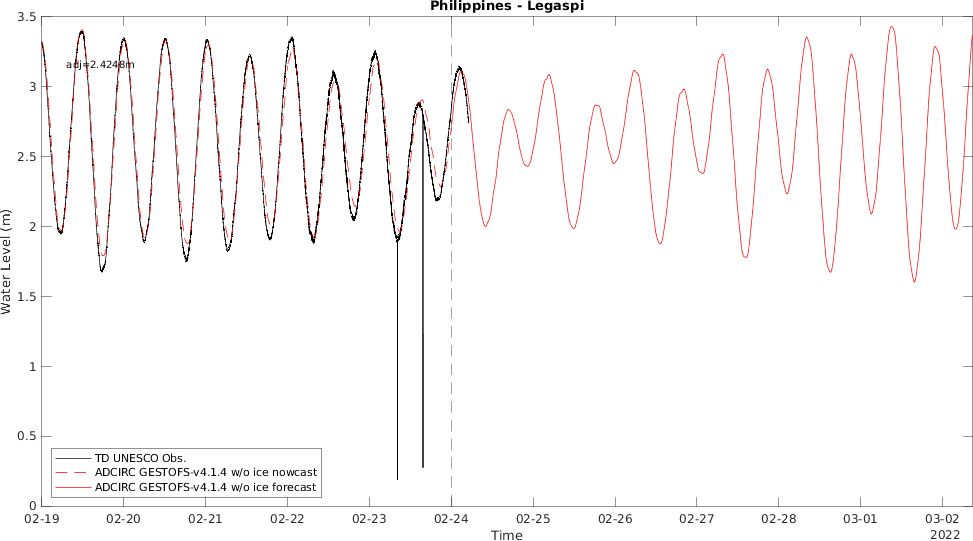 Philippines - Legaspi
adj=2.4248m
Water Level (m)
3.5
3
2.5
2
1.5
1
0.5
0
TD UNESCO Obs.
ADCIRC GESTOFS-v4.1.4 w/o ice nowcast
ADCIRC GESTOFS-v4.1.4 w/o ice forecast
02-19 02-20 02-21 02-22 02-23 02-24 02-25 02-26 02-27 02-28 03-01 03-02
Time
2022